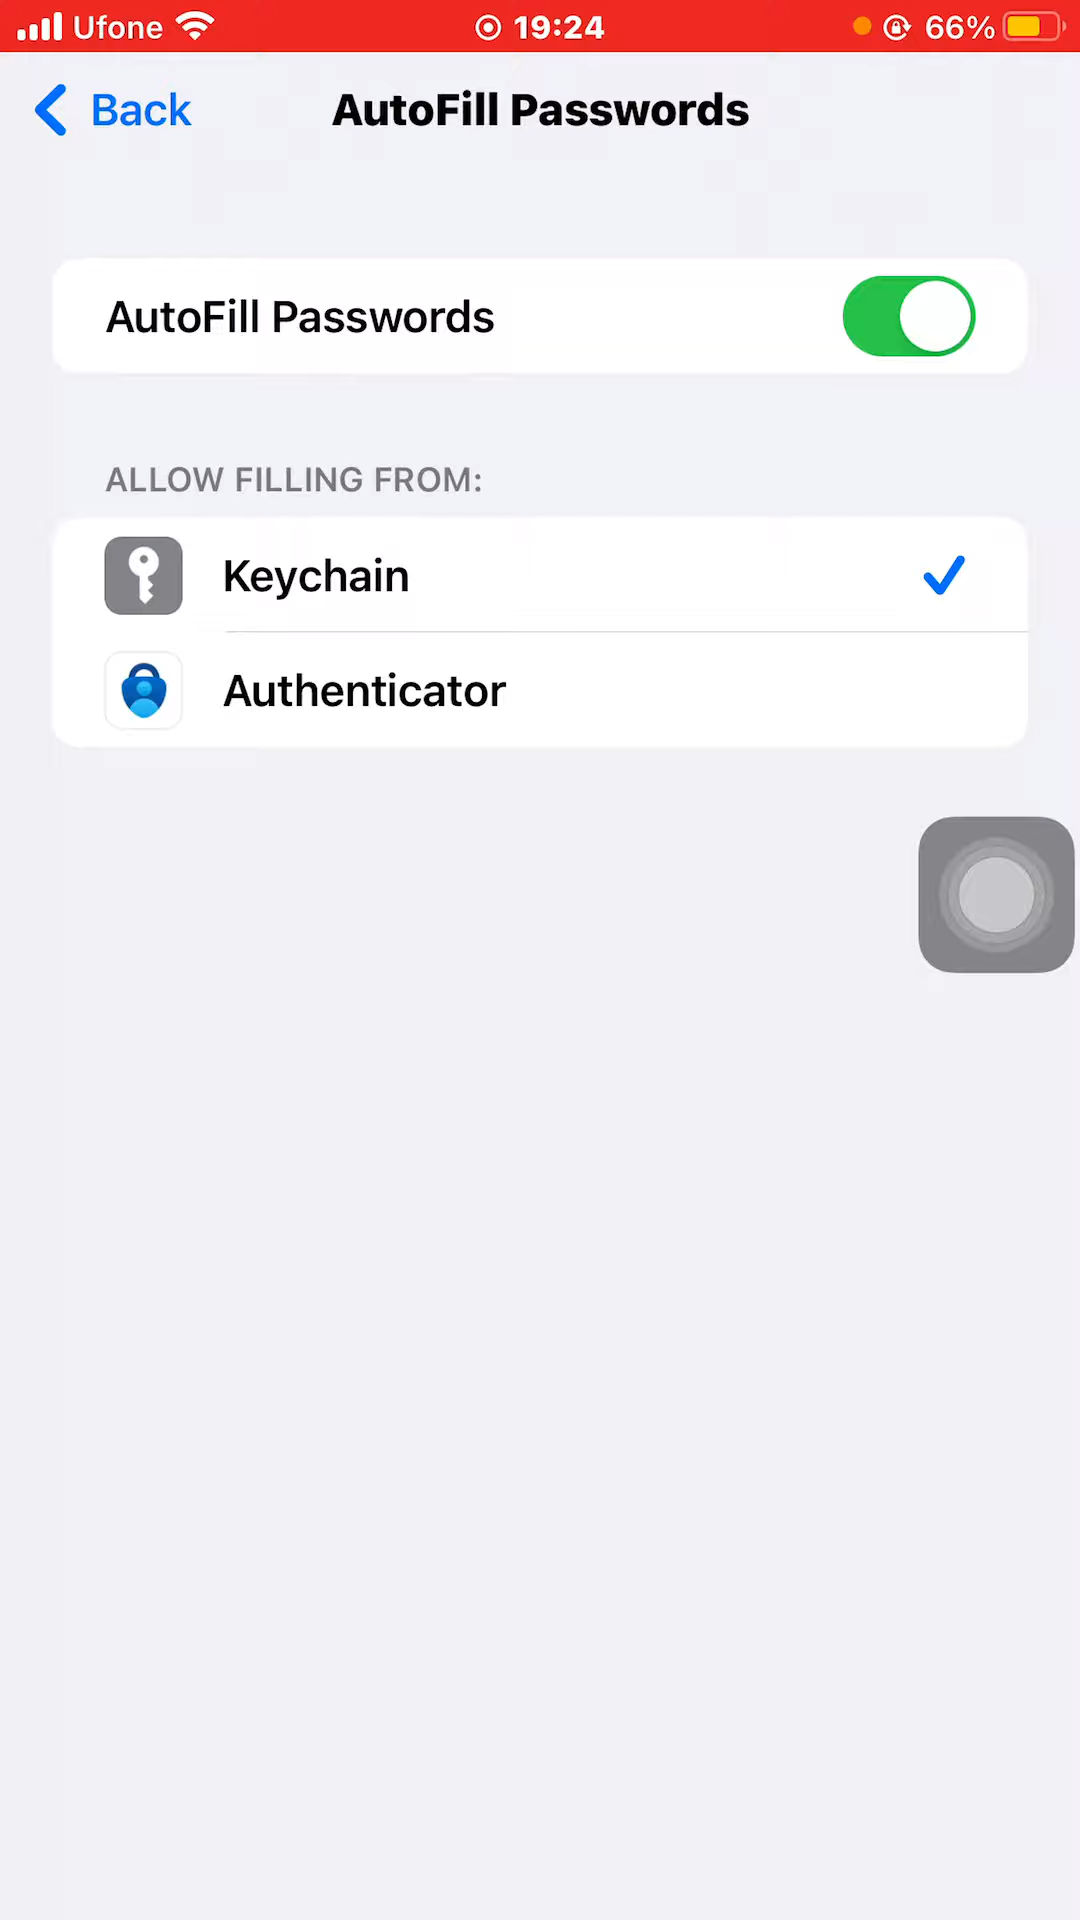 Ufone 19:24 66%
Back AutoFill Passwords
AutoFill Passwords
ALLOW FILLING FROM:
Keychain
Authenticator